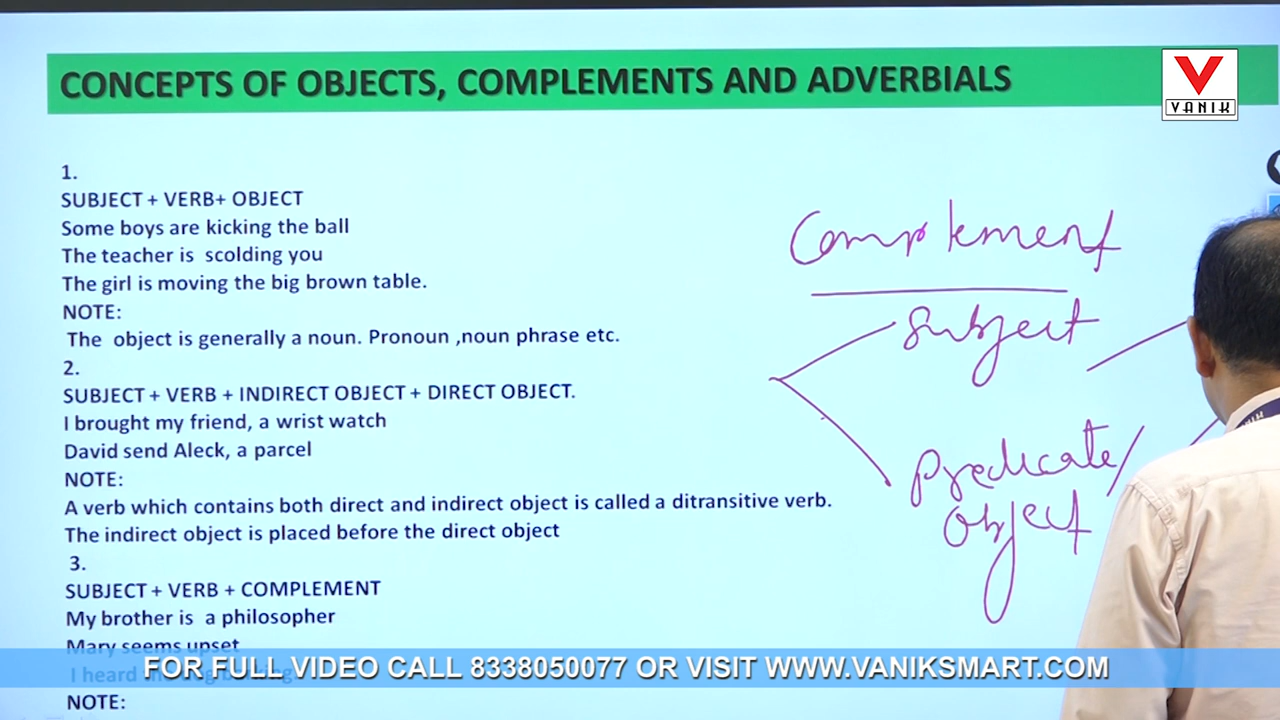 CONCEPTS OF OBJECTS, COMPLEMENTS AND ADVERBIALS
VANIK
1.
SUBJECT + VERB+ OBJECT
Some boys are kicking the ball
The teacher is scolding you
The girl is moving the big brown table.
NOTE:
The object is generally a noun. Pronoun ,noun phrase etc.
2.
SUBJECT + VERB + INDIRECT OBJECT + DIRECT OBJECT.
I brought my friend, a wrist watch
David send Aleck, a parcel
NOTE:
A verb which contains both direct and indirect object is called a ditransitive verb.
The indirect object is placed before the direct object
3.
SUBJECT + VERB + COMPLEMENT
My brother is a philosopher
Mary seems upset
I heard
NOTE:
Complement
Subject
Predicate/
Object
FOR FULL VIDEO CALL 8338050077 OR VISIT WWW.VANIKSMART.COM